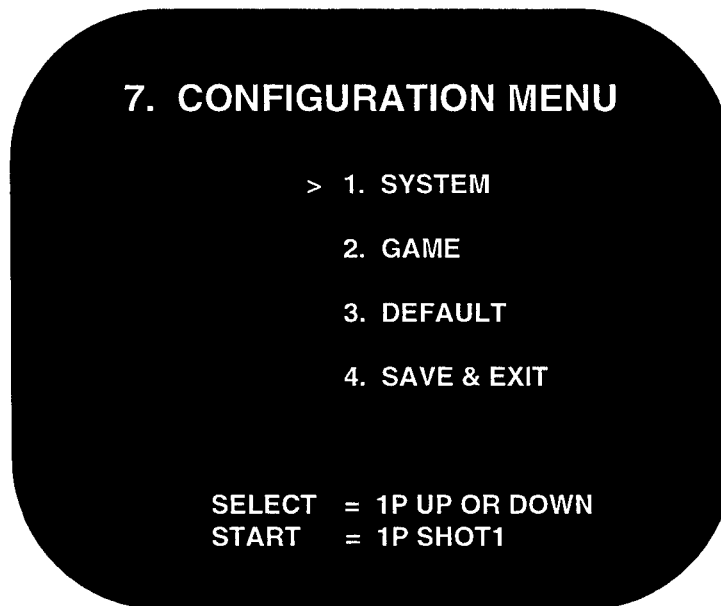 7. CONFIGURATION MENU
> 1. SYSTEM
2. GAME
3. DEFAULT
4. SAVE & EXIT
SELECT = 1P UP OR DOWN
START = 1P SHOT1